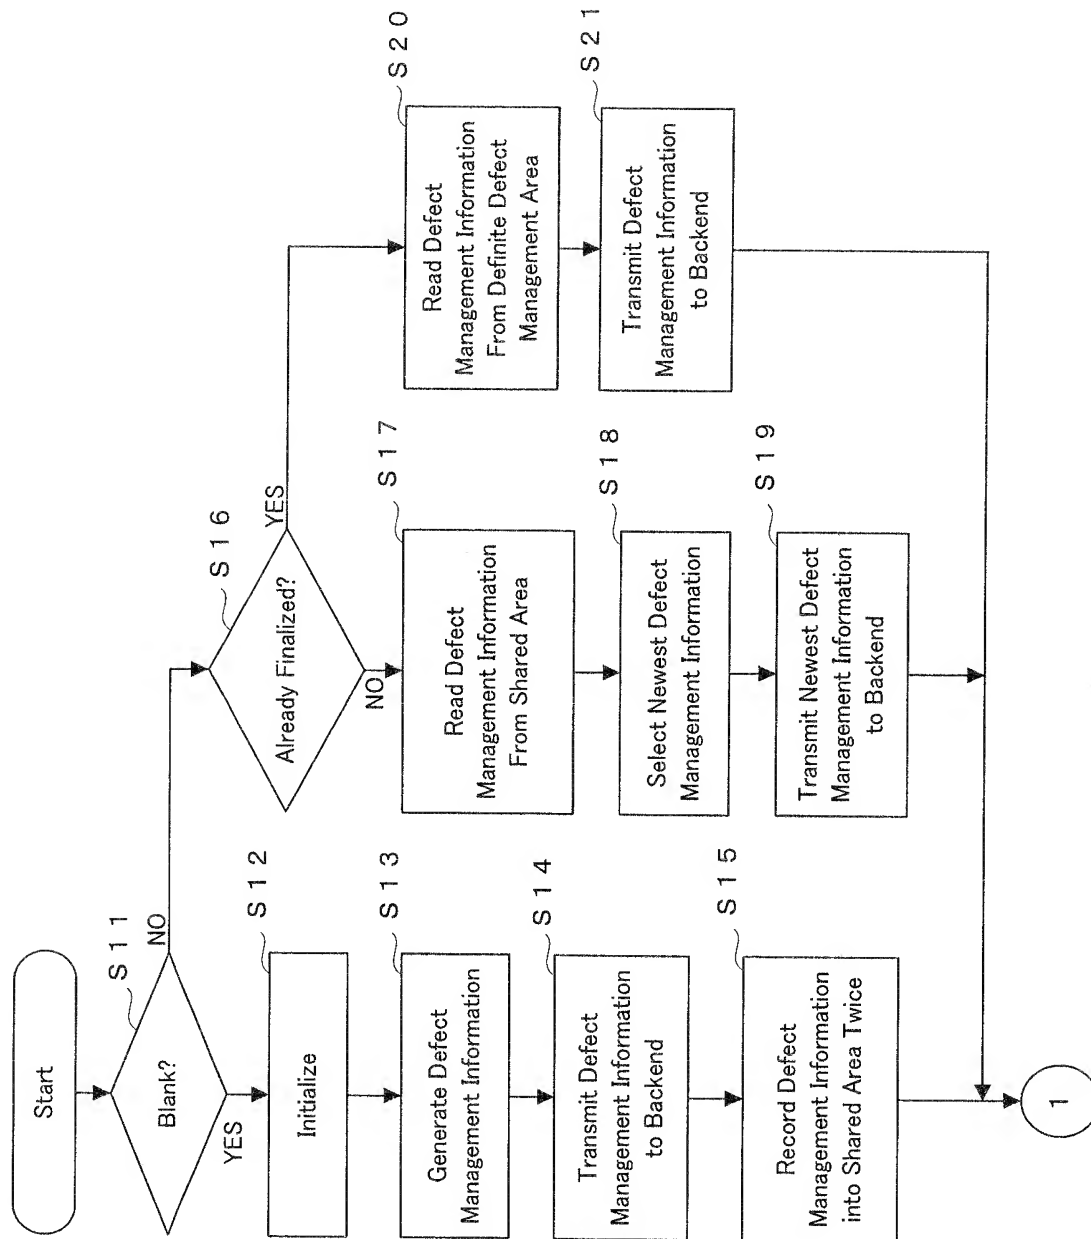 Start
S11
Blank?
NO
YES
S12
Initialize
S13
Generate Defect
Management Information
S14
Transmit Defect
Management Information
to Backend
S15
Record Defect
Management Information
into Shared Area Twice
S16
Already Finalized?
YES
NO
S17
Read Defect
Management Information
From Shared Area
S18
Select Newest Defect
Management Information
S19
Transmit Newest Defect
Management Information
to Backend
S20
Read Defect
Management Information
From Definite Defect
Management Area
S21
Transmit Defect
Management Information
to Backend
1